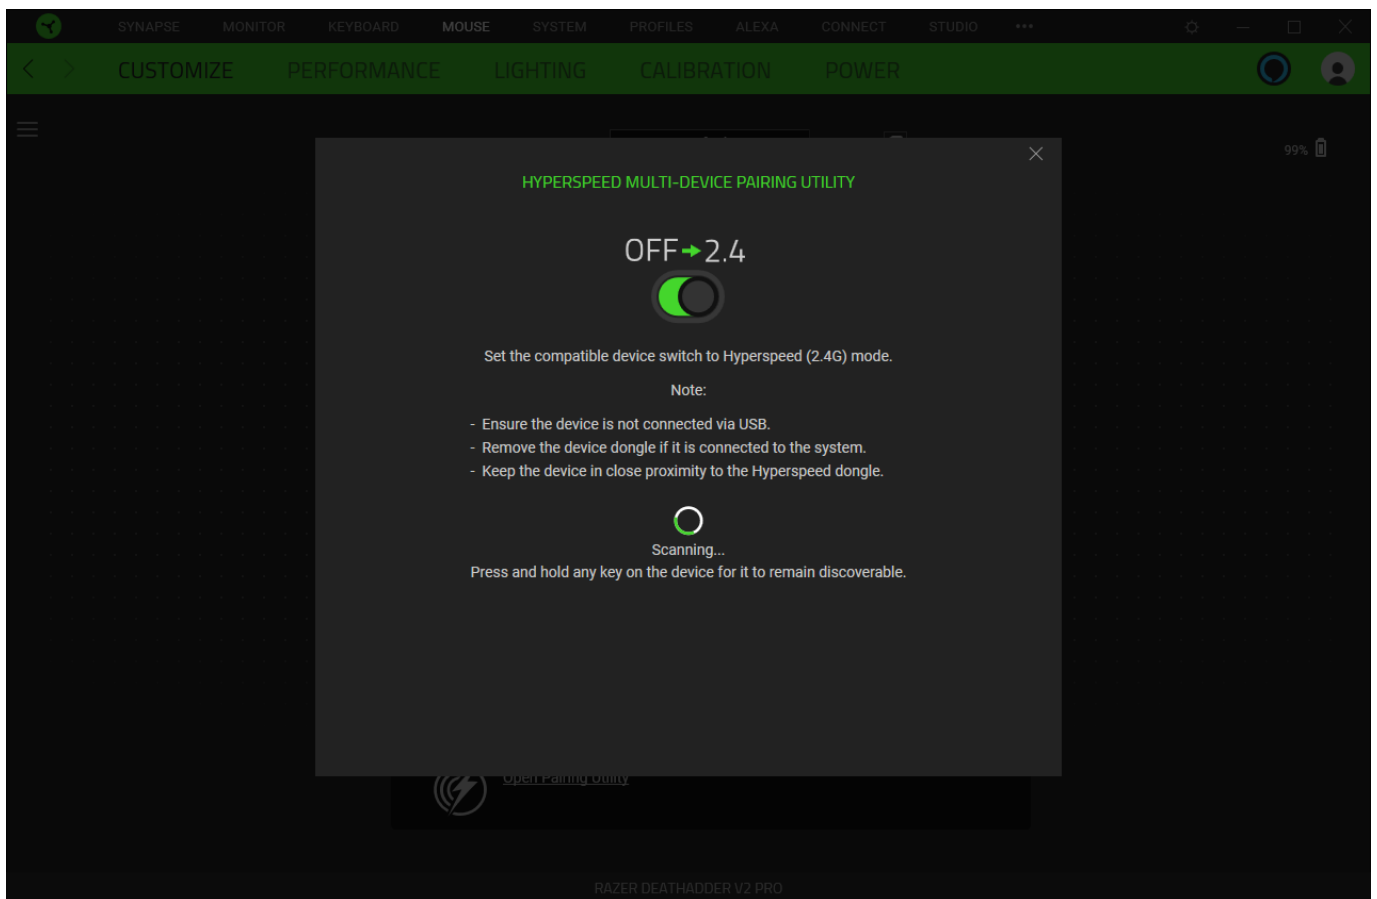 SYNAPSE MONITOR KEYBOARD MOUSE SYSTEM PROFILES ALEXA CONNECT STUDIO
CUSTOMIZE PERFORMANCE LIGHTING CALIBRATION POWER
99%
HYPERSPEED MULTI-DEVICE PAIRING UTILITY
OFF➔2.4
Set the compatible device switch to Hyperspeed (2.4G) mode.
Note:
- Ensure the device is not connected via USB.
- Remove the device dongle if it is connected to the system.
- Keep the device in close proximity to the Hyperspeed dongle.
Scanning...
Press and hold any key on the device for it to remain discoverable.
Open Pairing Utility
RAZER DEATHADDER V2 PRO